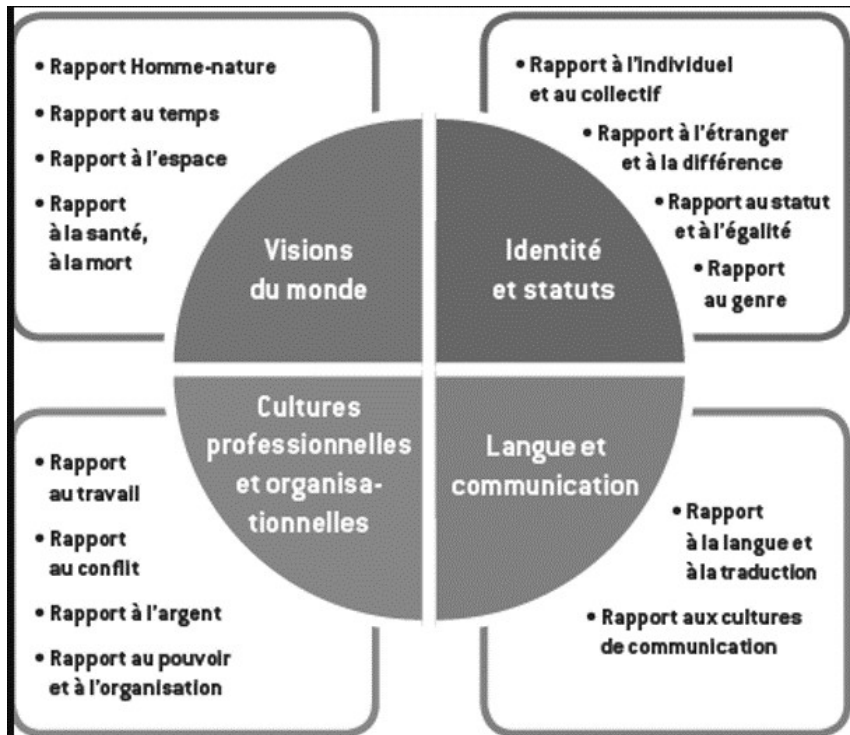 • Rapport Homme-nature
• Rapport au temps
• Rapport à l'espace
• Rapport
à la santé,
à la mort
Visions
du monde
• Rapport à l'individuel
et au collectif
• Rapport à l'étranger
et à la différence
• Rapport au statut
et à l'égalité
• Rapport
au genre
Identité
et statuts
Cultures
professionnelles
et organisa-
tionnelles
• Rapport
au travail
• Rapport
au conflit
• Rapport à l'argent
• Rapport au pouvoir
et à l'organisation
Langue et
communication
• Rapport
à la langue et
à la traduction
• Rapport aux cultures
de communication